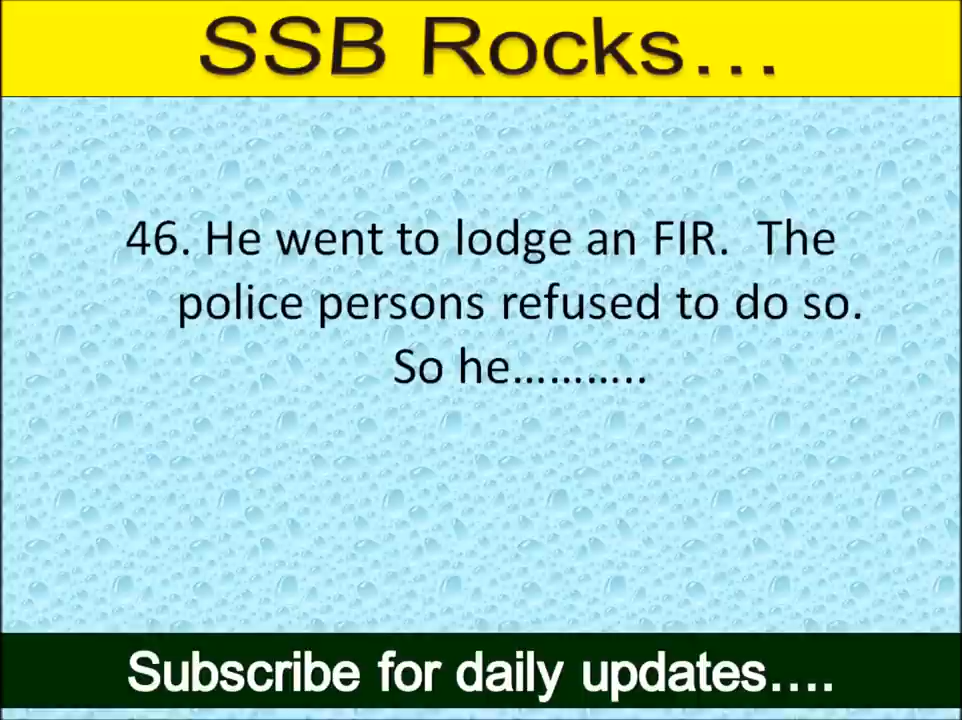 SSB Rocks...
46. He went to lodge an FIR. The
police persons refused to do so.
So he...........
Subscribe for daily updates....